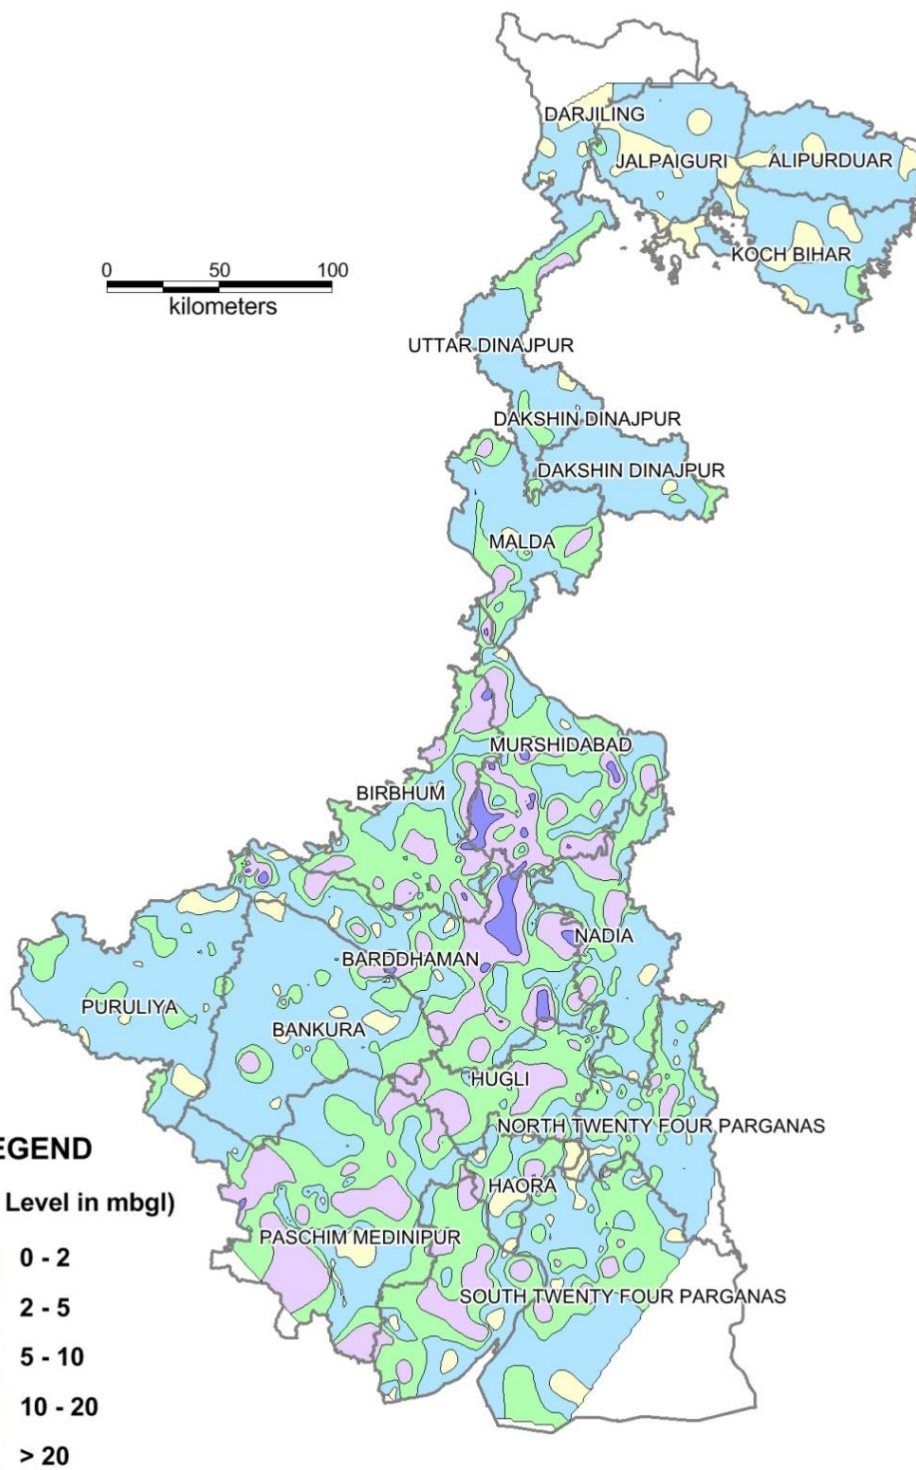 DARJILING
JALPAIGURI
ALIPURDUAR
KOCH BIHAR
0 50 100
kilometers
UTTAR DINAJPUR
DAKSHIN DINAJPUR
DAKSHIN DINAJPUR
MALDA
MURSHIDABAD
BIRBHUM
NADIA
BARDDHAMAN
PURULIYA
BANKURA
HUGLI
NORTH TWENTY FOUR PARGANAS
EGEND
Level in mbgl)
HAORA
PASCHIM MEDINIPUR
0 - 2
SOUTH TWENTY FOUR PARGANAS
2 - 5
5 - 10
10 - 20
> 20